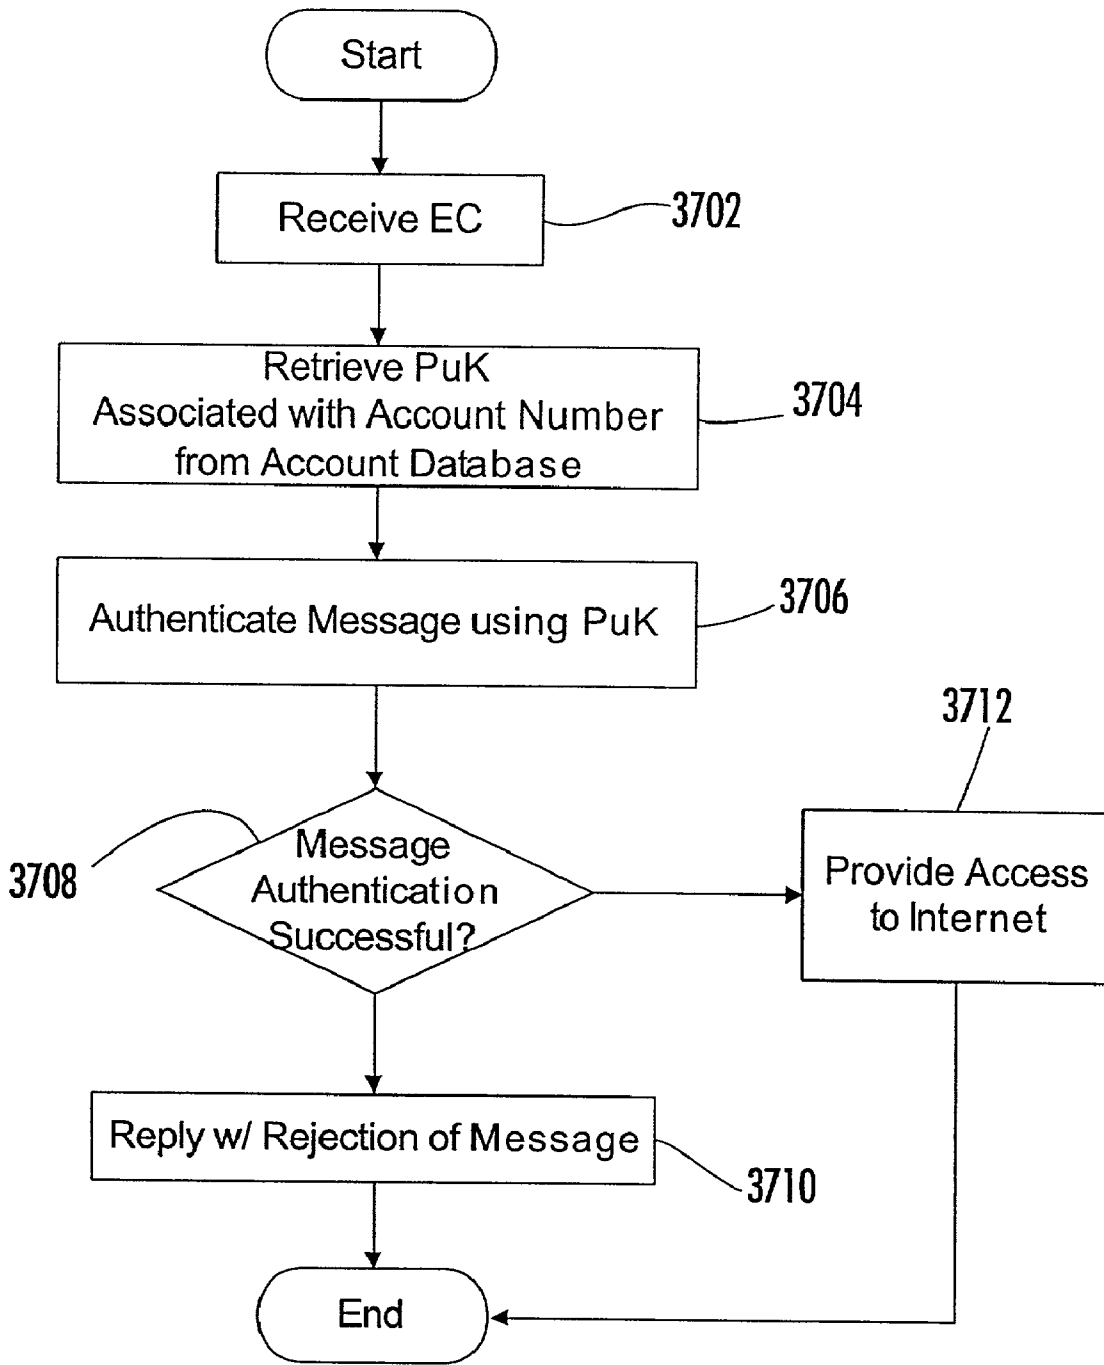 Start
Receive EC
3702
Retrieve PuK
Associated with Account Number
from Account Database
3704
Authenticate Message using PuK
3706
3712
Message
Authentication
Successful?
3708
Provide Access
to Internet
Reply w/ Rejection of Message
3710
End